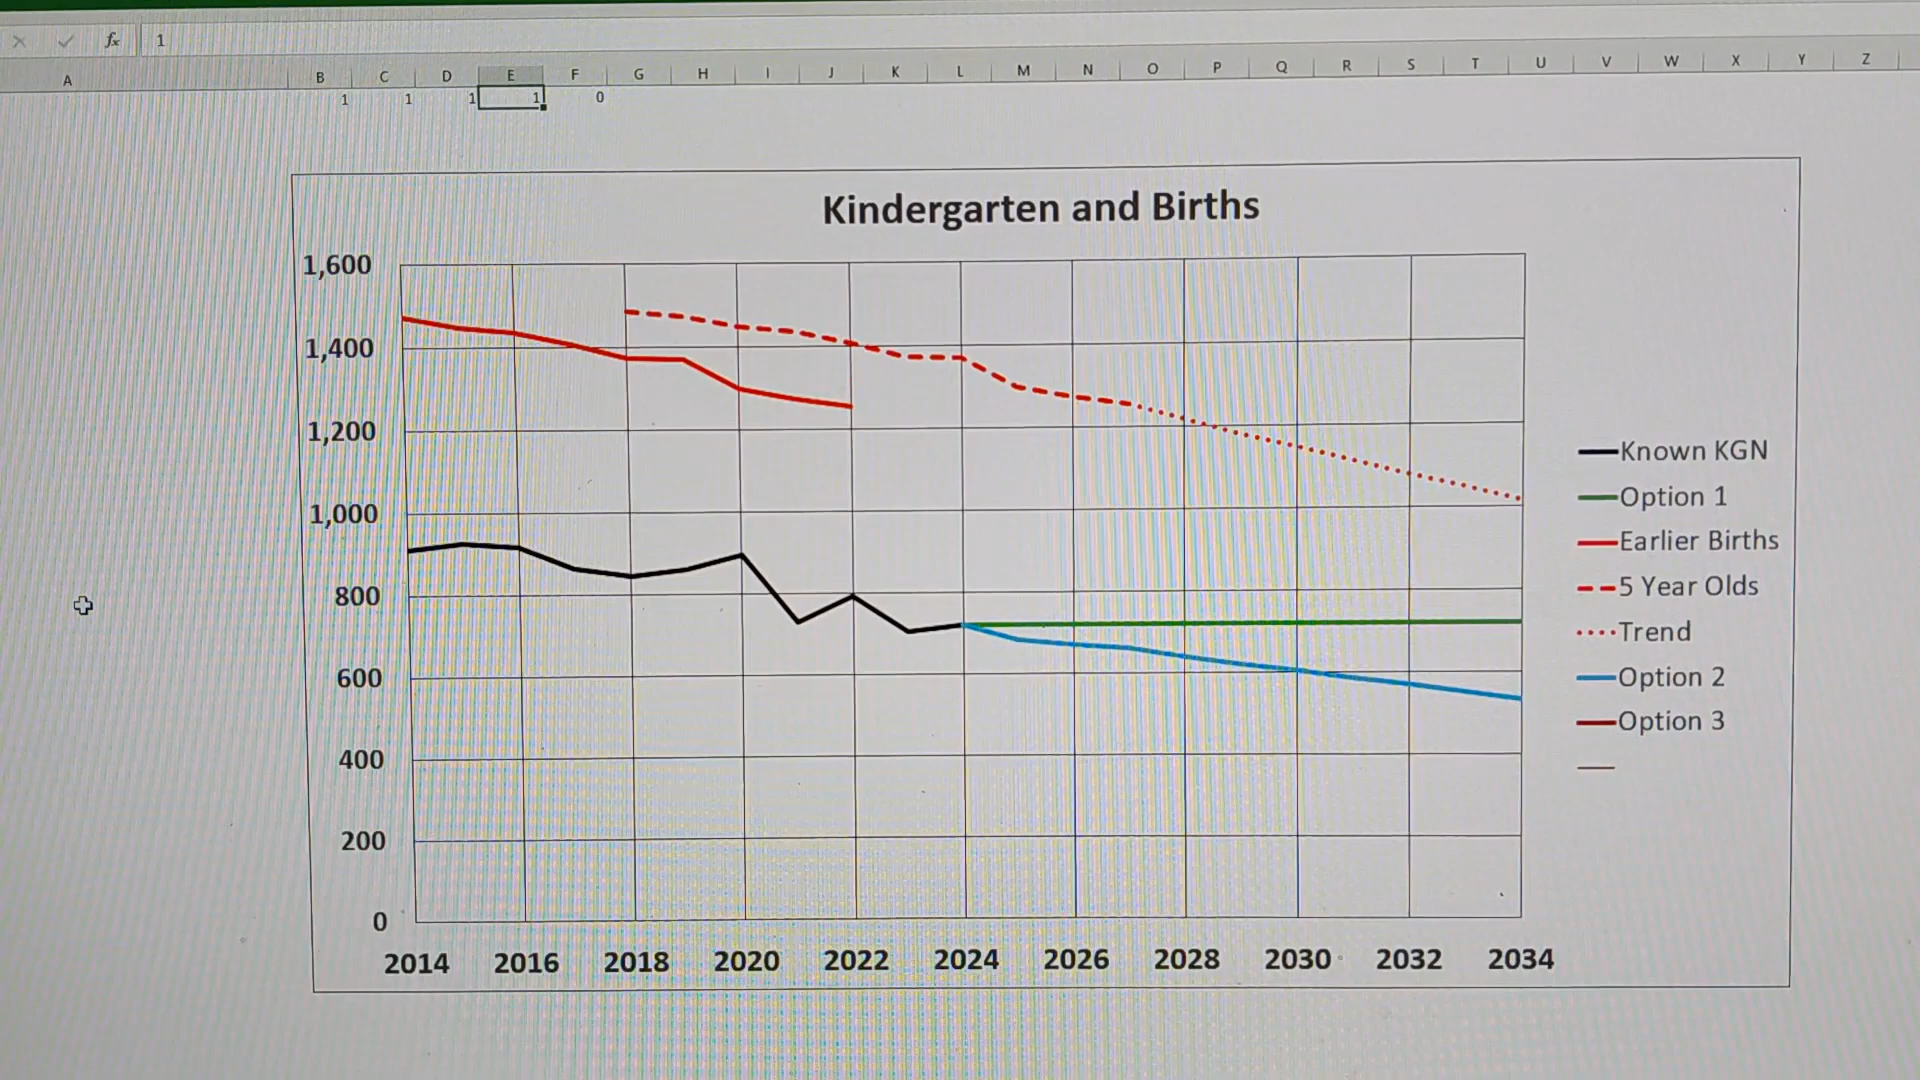 fx 1
A B C D E F G H I J K L M N O P Q R S T U V W X Y Z
1 1 1 1 0
Kindergarten and Births
1,600
1,400
1,200
1,000
800
600
400
200
0
2014 2016 2018 2020 2022 2024 2026 2028 2030 2032 2034
Known KGN
Option 1
Earlier Births
5 Year Olds
Trend
Option 2
Option 3